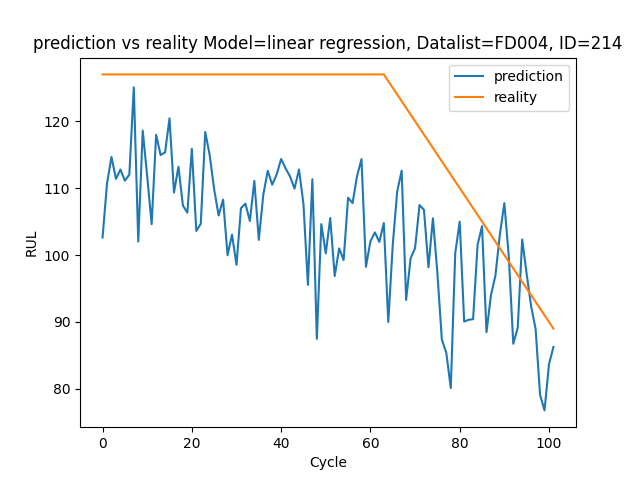 prediction vs reality Model=linear regression, Datalist=FD004, ID=214
prediction
reality
120
110
100
90
80
RUL
0 20 40 60 80 100
Cycle